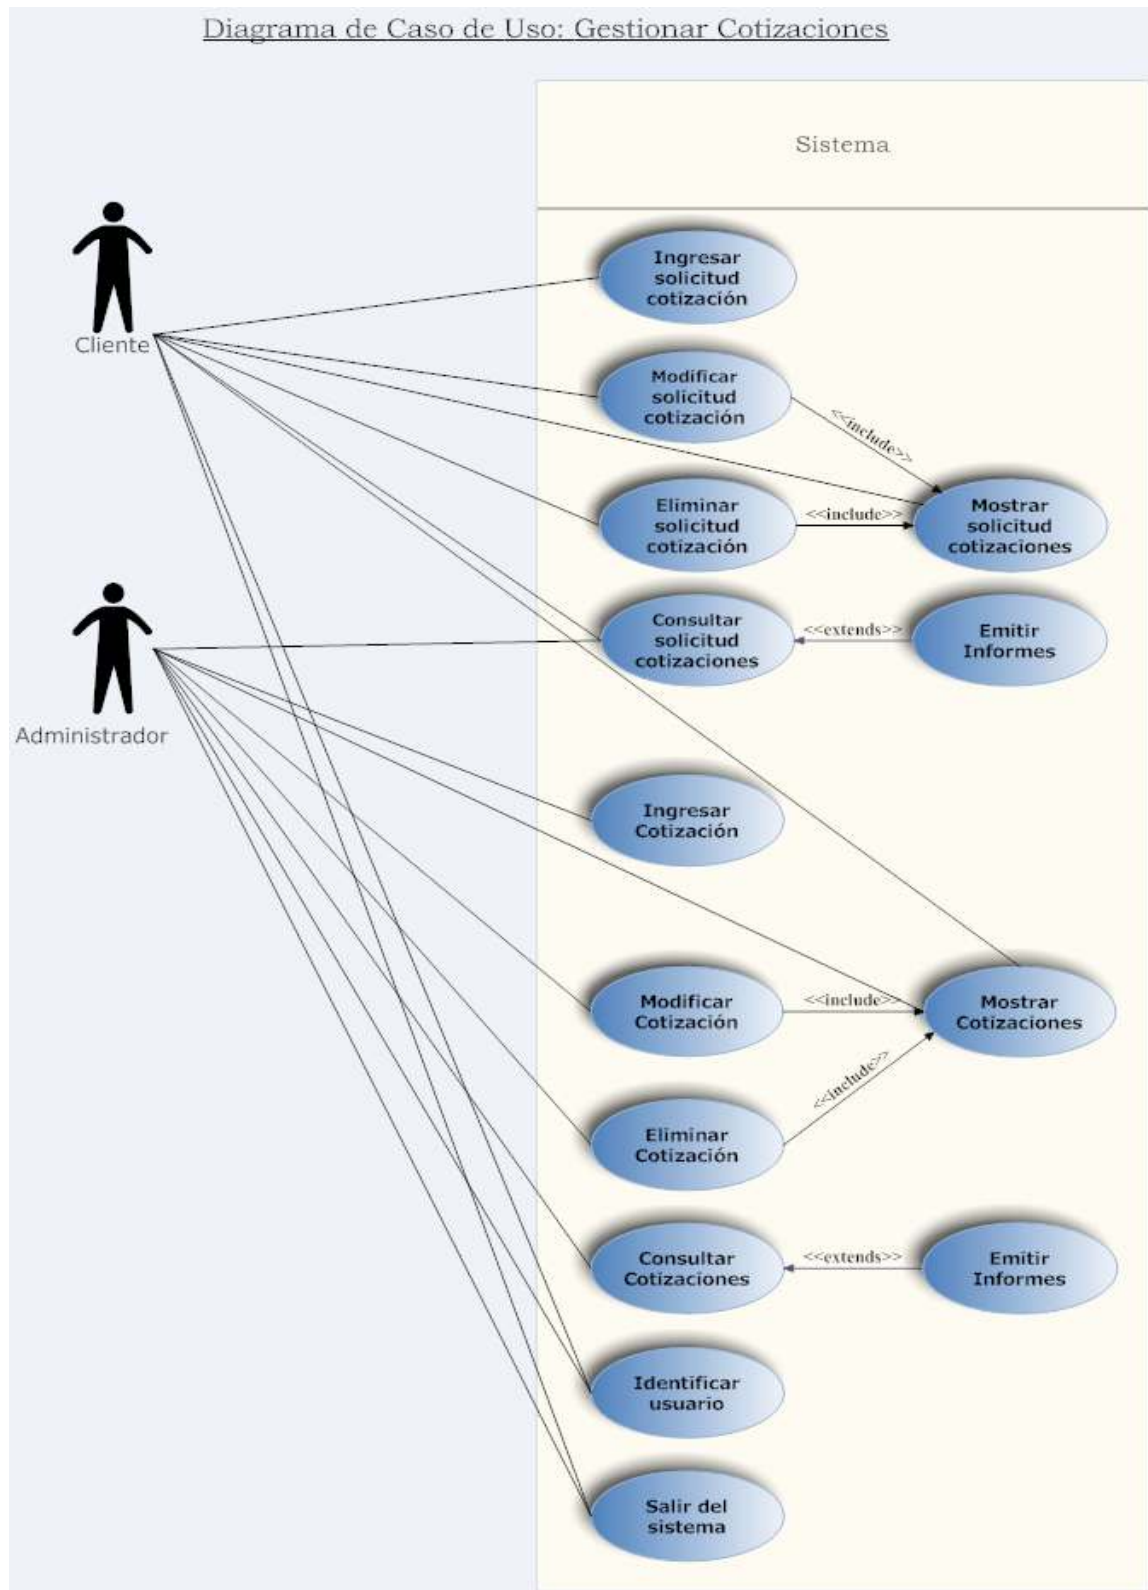 Diagrama de Caso de Uso: Gestionar Cotizaciones
Sistema
Cliente
Administrador
Ingresar
solicitud
cotización
Modificar
solicitud
cotización
<<include>>
Eliminar
solicitud
cotización
<<include>>
Mostrar
solicitud
cotizaciones
Consultar
solicitud
cotizaciones
<<extends>>
Emitir
Informes
Ingresar
Cotización
Modificar
Cotización
<<include>>
Mostrar
Cotizaciones
Eliminar
Cotización
<<include>>
Consultar
Cotizaciones
<<extends>>
Emitir
Informes
Identificar
usuario
Salir del
sistema